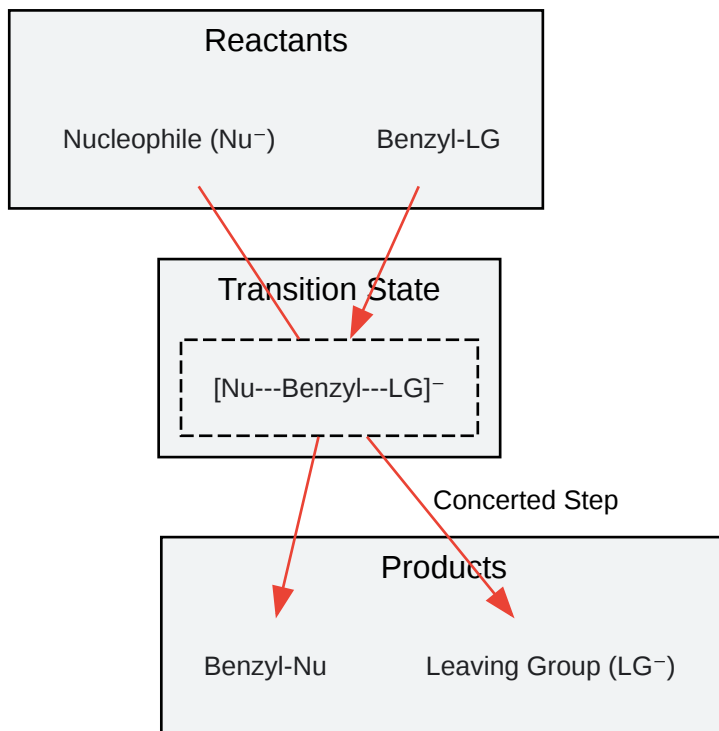 Reactants
Nucleophile (Nu⁻) Benzyl-LG
Transition State
[Nu---Benzyl---LG]⁻
Concerted Step
Products
Benzyl-Nu Leaving Group (LG⁻)